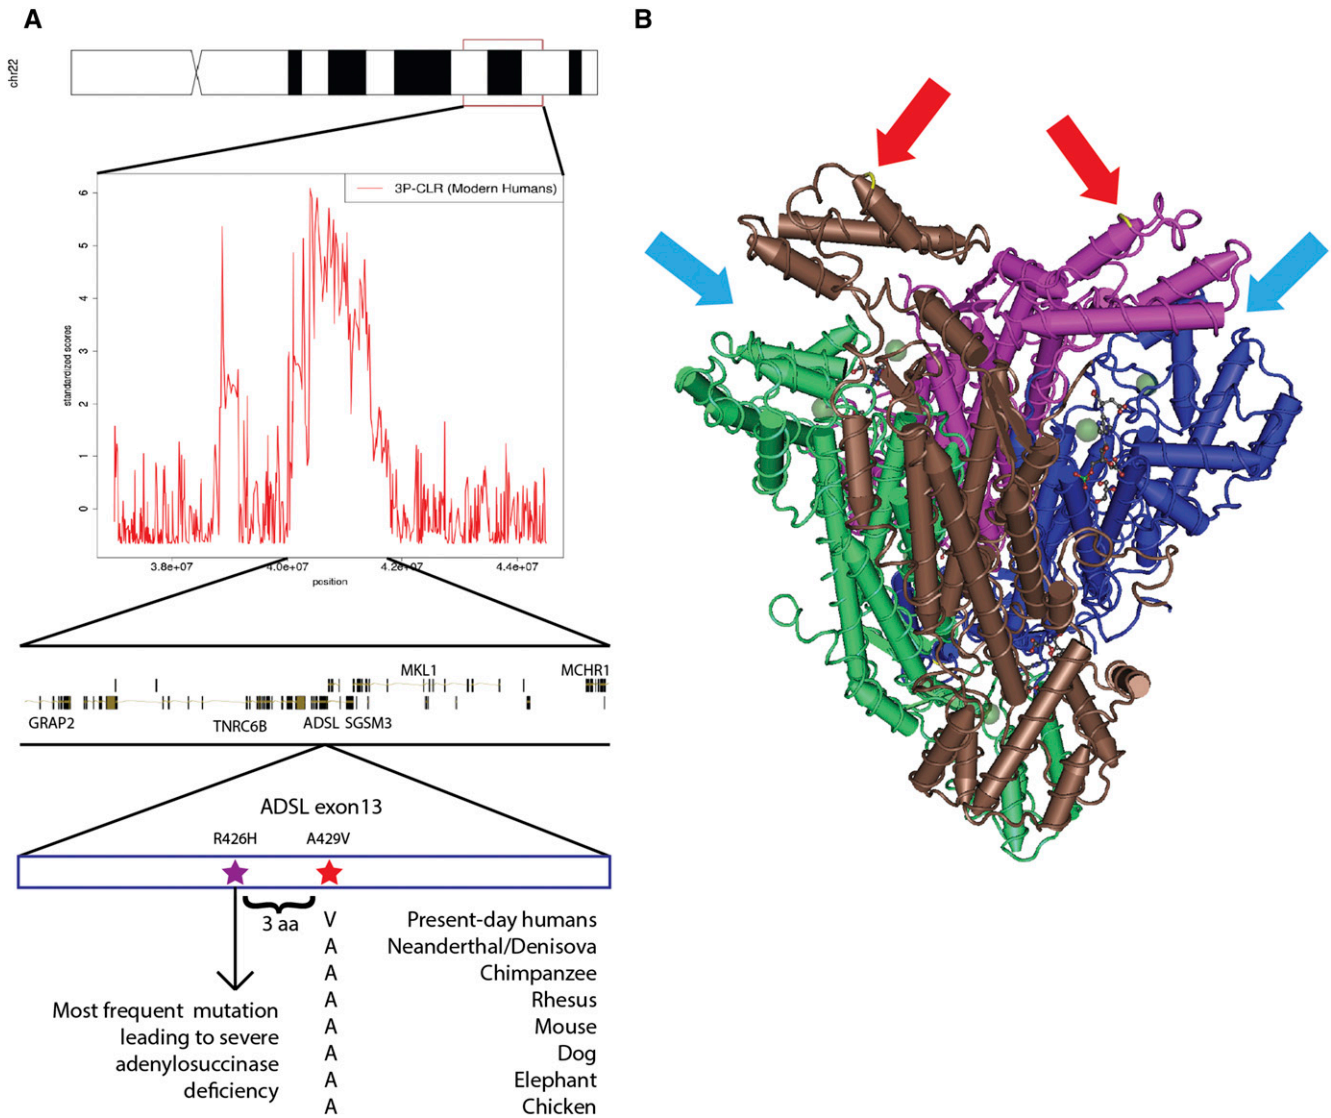 A
B
chr22
3P-CLR (Modern Humans)
6
5
4
3
2
1
0
standardized scores
3.8e+07 4.0e+07 4.2e+07 4.4e+07
position
MKL1 MCHR1
GRAP2 TNRC6B ADSL SGSM3
ADSL exon13
R426H A429V
3 aa
V Present-day humans
A Neanderthal/Denisova
A Chimpanzee
A Rhesus
A Mouse
A Dog
A Elephant
A Chicken
Most frequent mutation
leading to severe
adenylosuccinase
deficiency